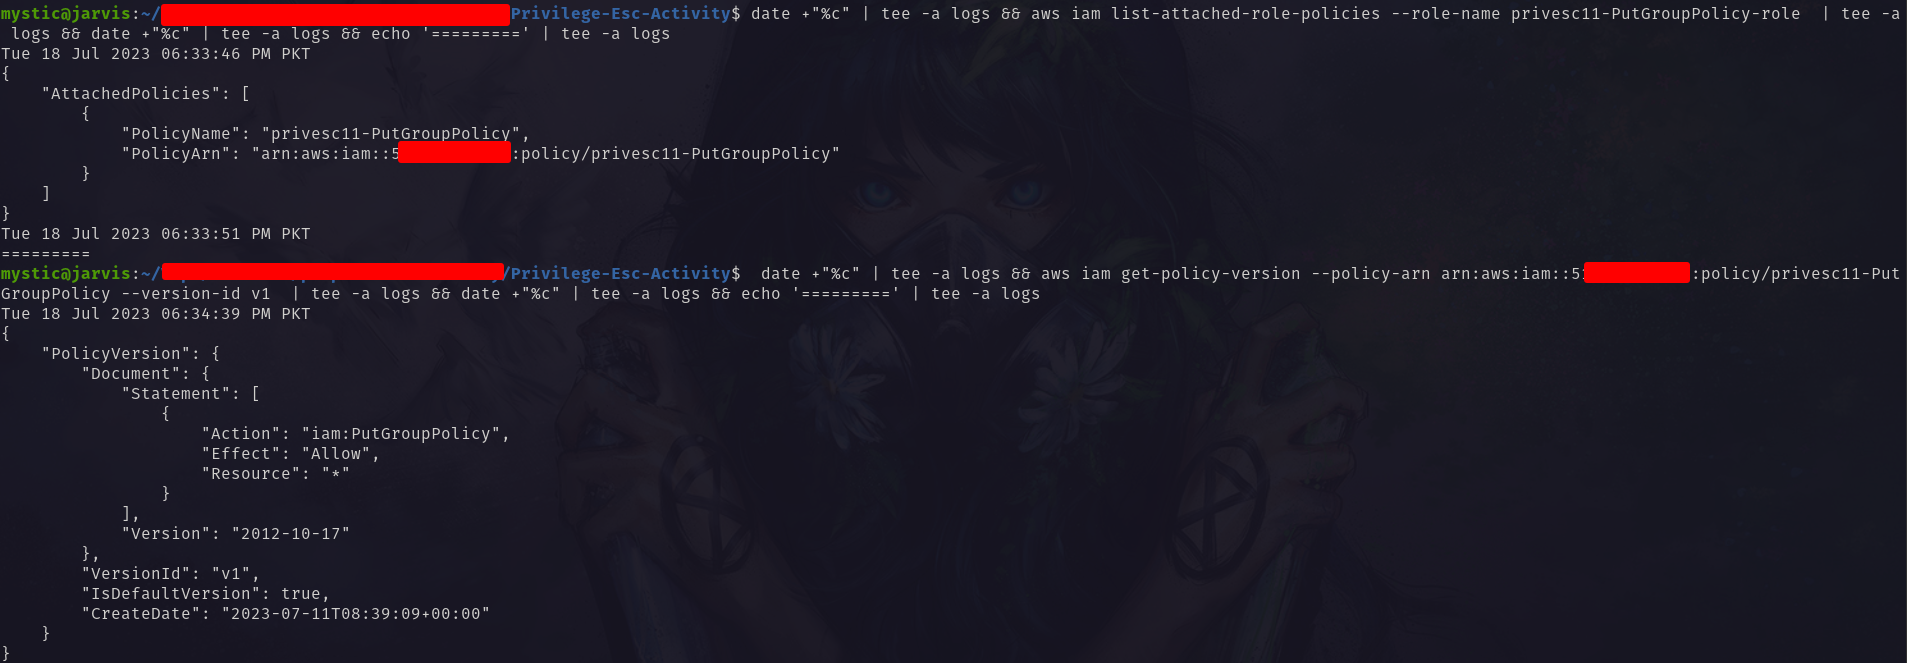 mystic@jarvis:~/Privilege-Esc-Activity$ date +"%c" | tee -a logs && aws iam list-attached-role-policies --role-name privesc11-PutGroupPolicy-role  | tee -a
 logs && date +"%c" | tee -a logs && echo '=========' | tee -a logs
Tue 18 Jul 2023 06:33:46 PM PKT
{
    "AttachedPolicies": [
        {
            "PolicyName": "privesc11-PutGroupPolicy",
            "PolicyArn": "arn:aws:iam::5:policy/privesc11-PutGroupPolicy"
        }
    ]
}
Tue 18 Jul 2023 06:33:51 PM PKT
=========
mystic@jarvis:~/ /Privilege-Esc-Activity$  date +"%c" | tee -a logs && aws iam get-policy-version --policy-arn arn:aws:iam::51:policy/privesc11-Put
GroupPolicy --version-id v1  | tee -a logs && date +"%c" | tee -a logs && echo '=========' | tee -a logs
Tue 18 Jul 2023 06:34:39 PM PKT
{
    "PolicyVersion": {
        "Document": {
            "Statement": [
                {
                    "Action": "iam:PutGroupPolicy",
                    "Effect": "Allow",
                    "Resource": "*"
                }
            ],
            "Version": "2012-10-17"
        },
        "VersionId": "v1",
        "IsDefaultVersion": true,
        "CreateDate": "2023-07-11T08:39:09+00:00"
    }
}